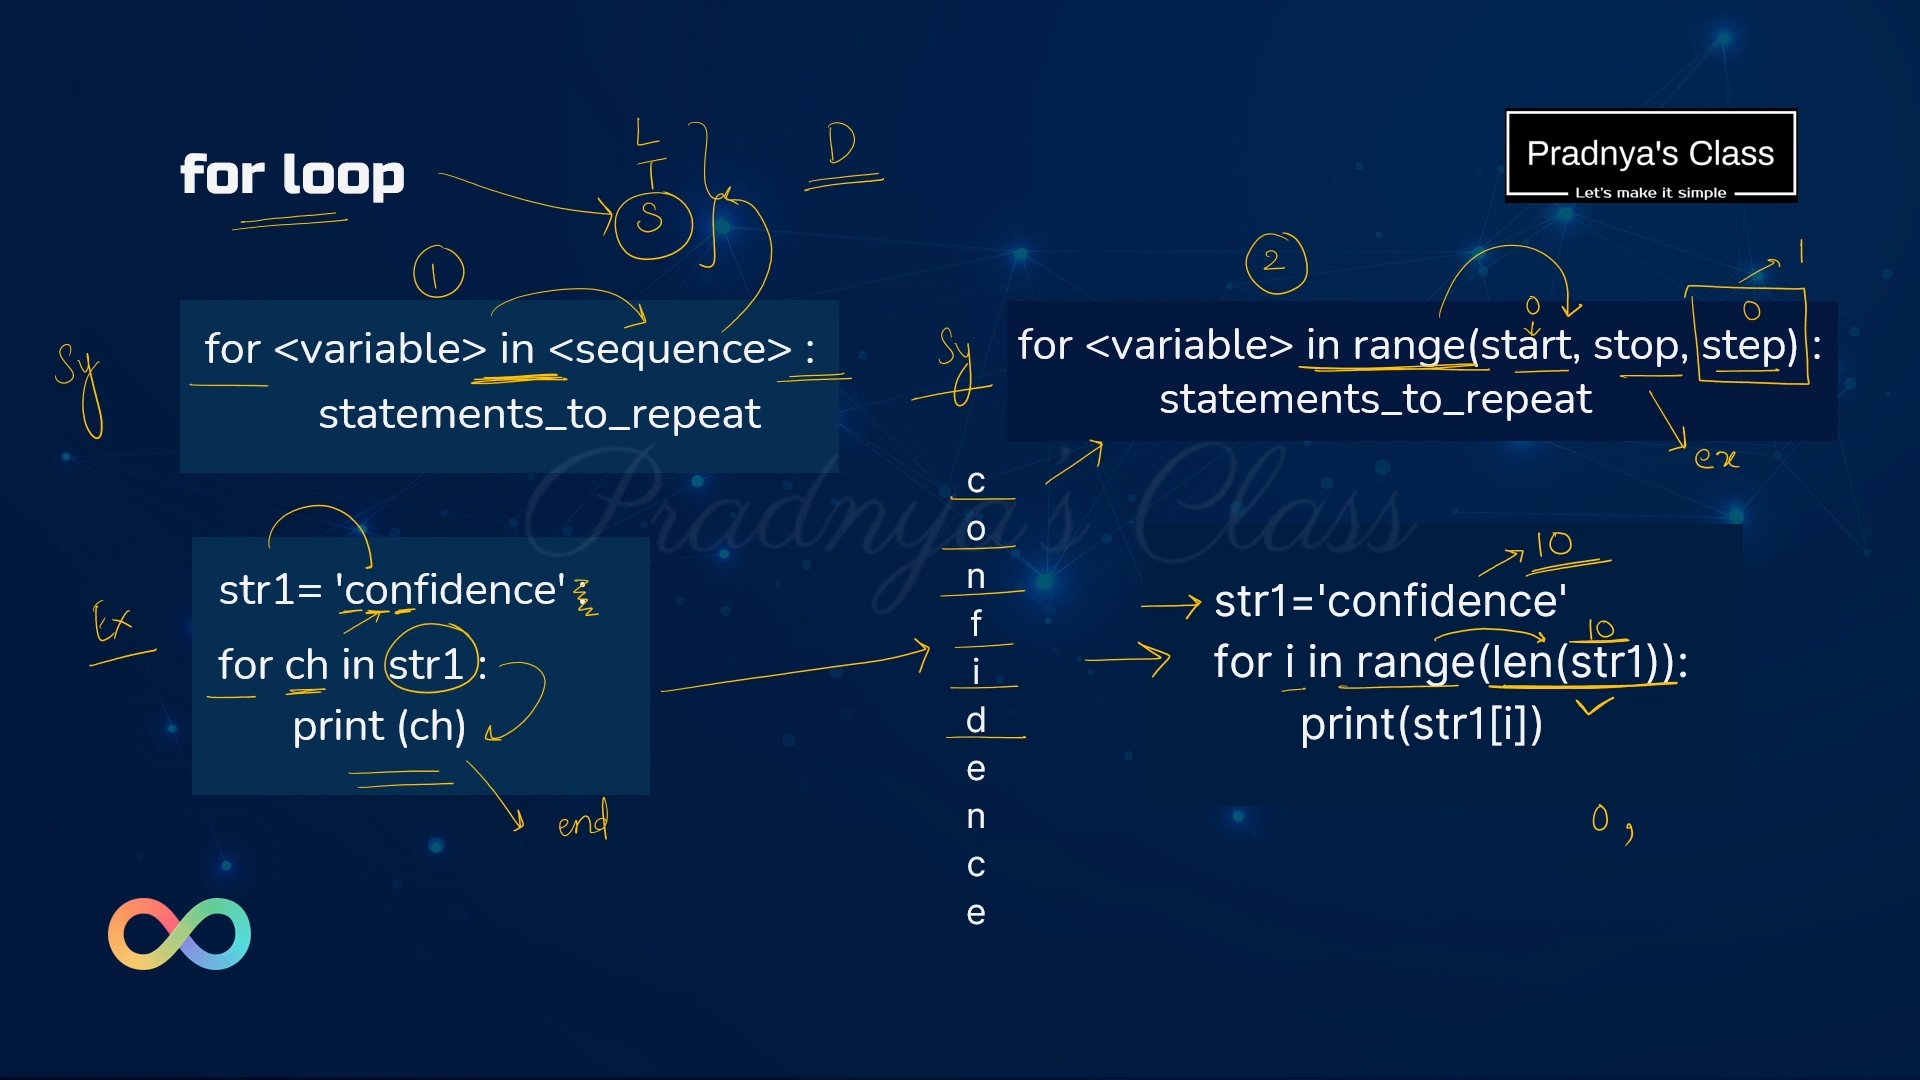 for loop
L
T
S
D
Pradnya's Class
Let's make it simple
1
for <variable> in <sequence> :
statements_to_repeat
Sy
2
1
0
0
for <variable> in range(start, stop, step) :
statements_to_repeat
Sy
ex
Pradnya's Class
Ex
str1= 'confidence' :
for ch in str1 :
print (ch)
end
c
o
n
f
i
d
e
n
c
e
10
str1='confidence'
10
for i in range(len(str1)):
print(str1[i])
0 ,